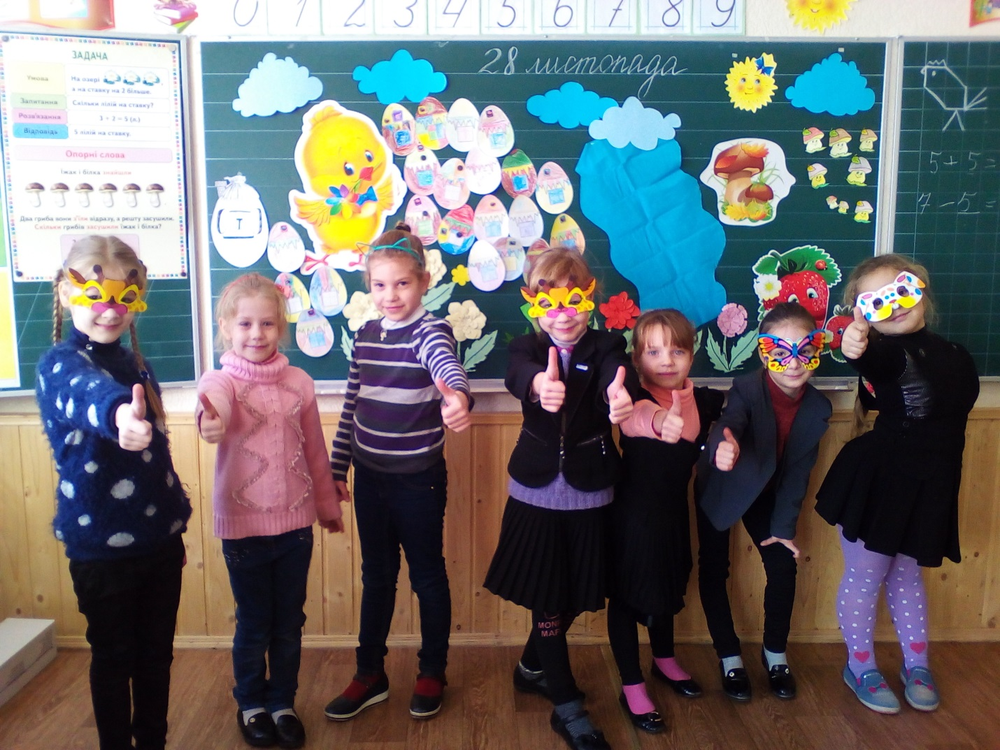 0 1 2 3 4 5 6 7 8 9
ЗАДАЧА
Умова
На озері
а на ставку на 2 більше.
Запитання
Скільки лілій на ставку?
Розв'язання
3 + 2 = 5 (л.)
Відповідь
5 лілій на ставку.
Опорні слова
Їжак і білка знайшли
Два гриба вони з'їли відразу, а решту засушили.
Скільки грибів засушили їжак і білка?
28 листопада
Т
5 + 5 =
7 – 5 =